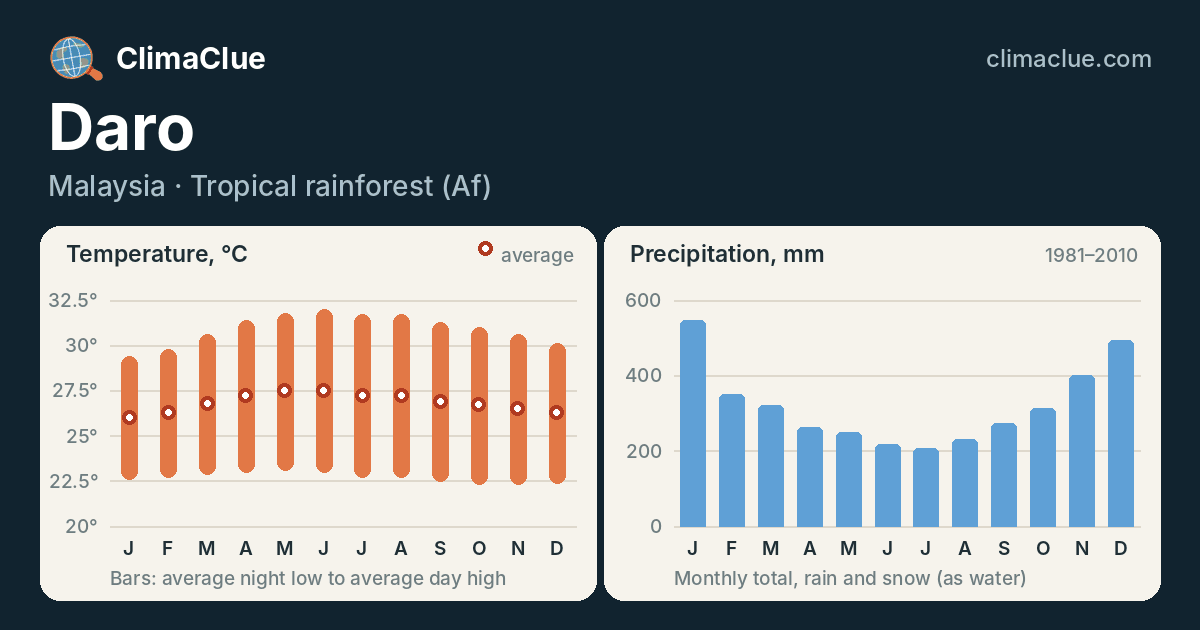 ClimaClue
climaclue.com
Daro
Malaysia · Tropical rainforest (Af)
Temperature, °C
average
32.5°
30°
27.5°
25°
22.5°
20°
J F M A M J J A S O N D
Bars: average night low to average day high
Precipitation, mm
1981–2010
600
400
200
0
J F M A M J J A S O N D
Monthly total, rain and snow (as water)